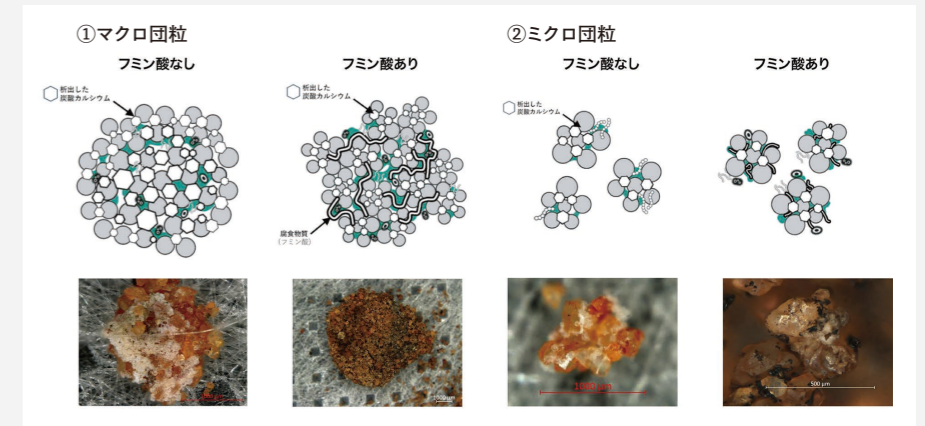 ①マクロ団粒
②ミクロ団粒
フミン酸なし
フミン酸あり
フミン酸なし
フミン酸あり
析出した
炭酸カルシウム
析出した
炭酸カルシウム
析出した
炭酸カルシウム
腐食物質
(フミン酸)
1000 μm
500 μm